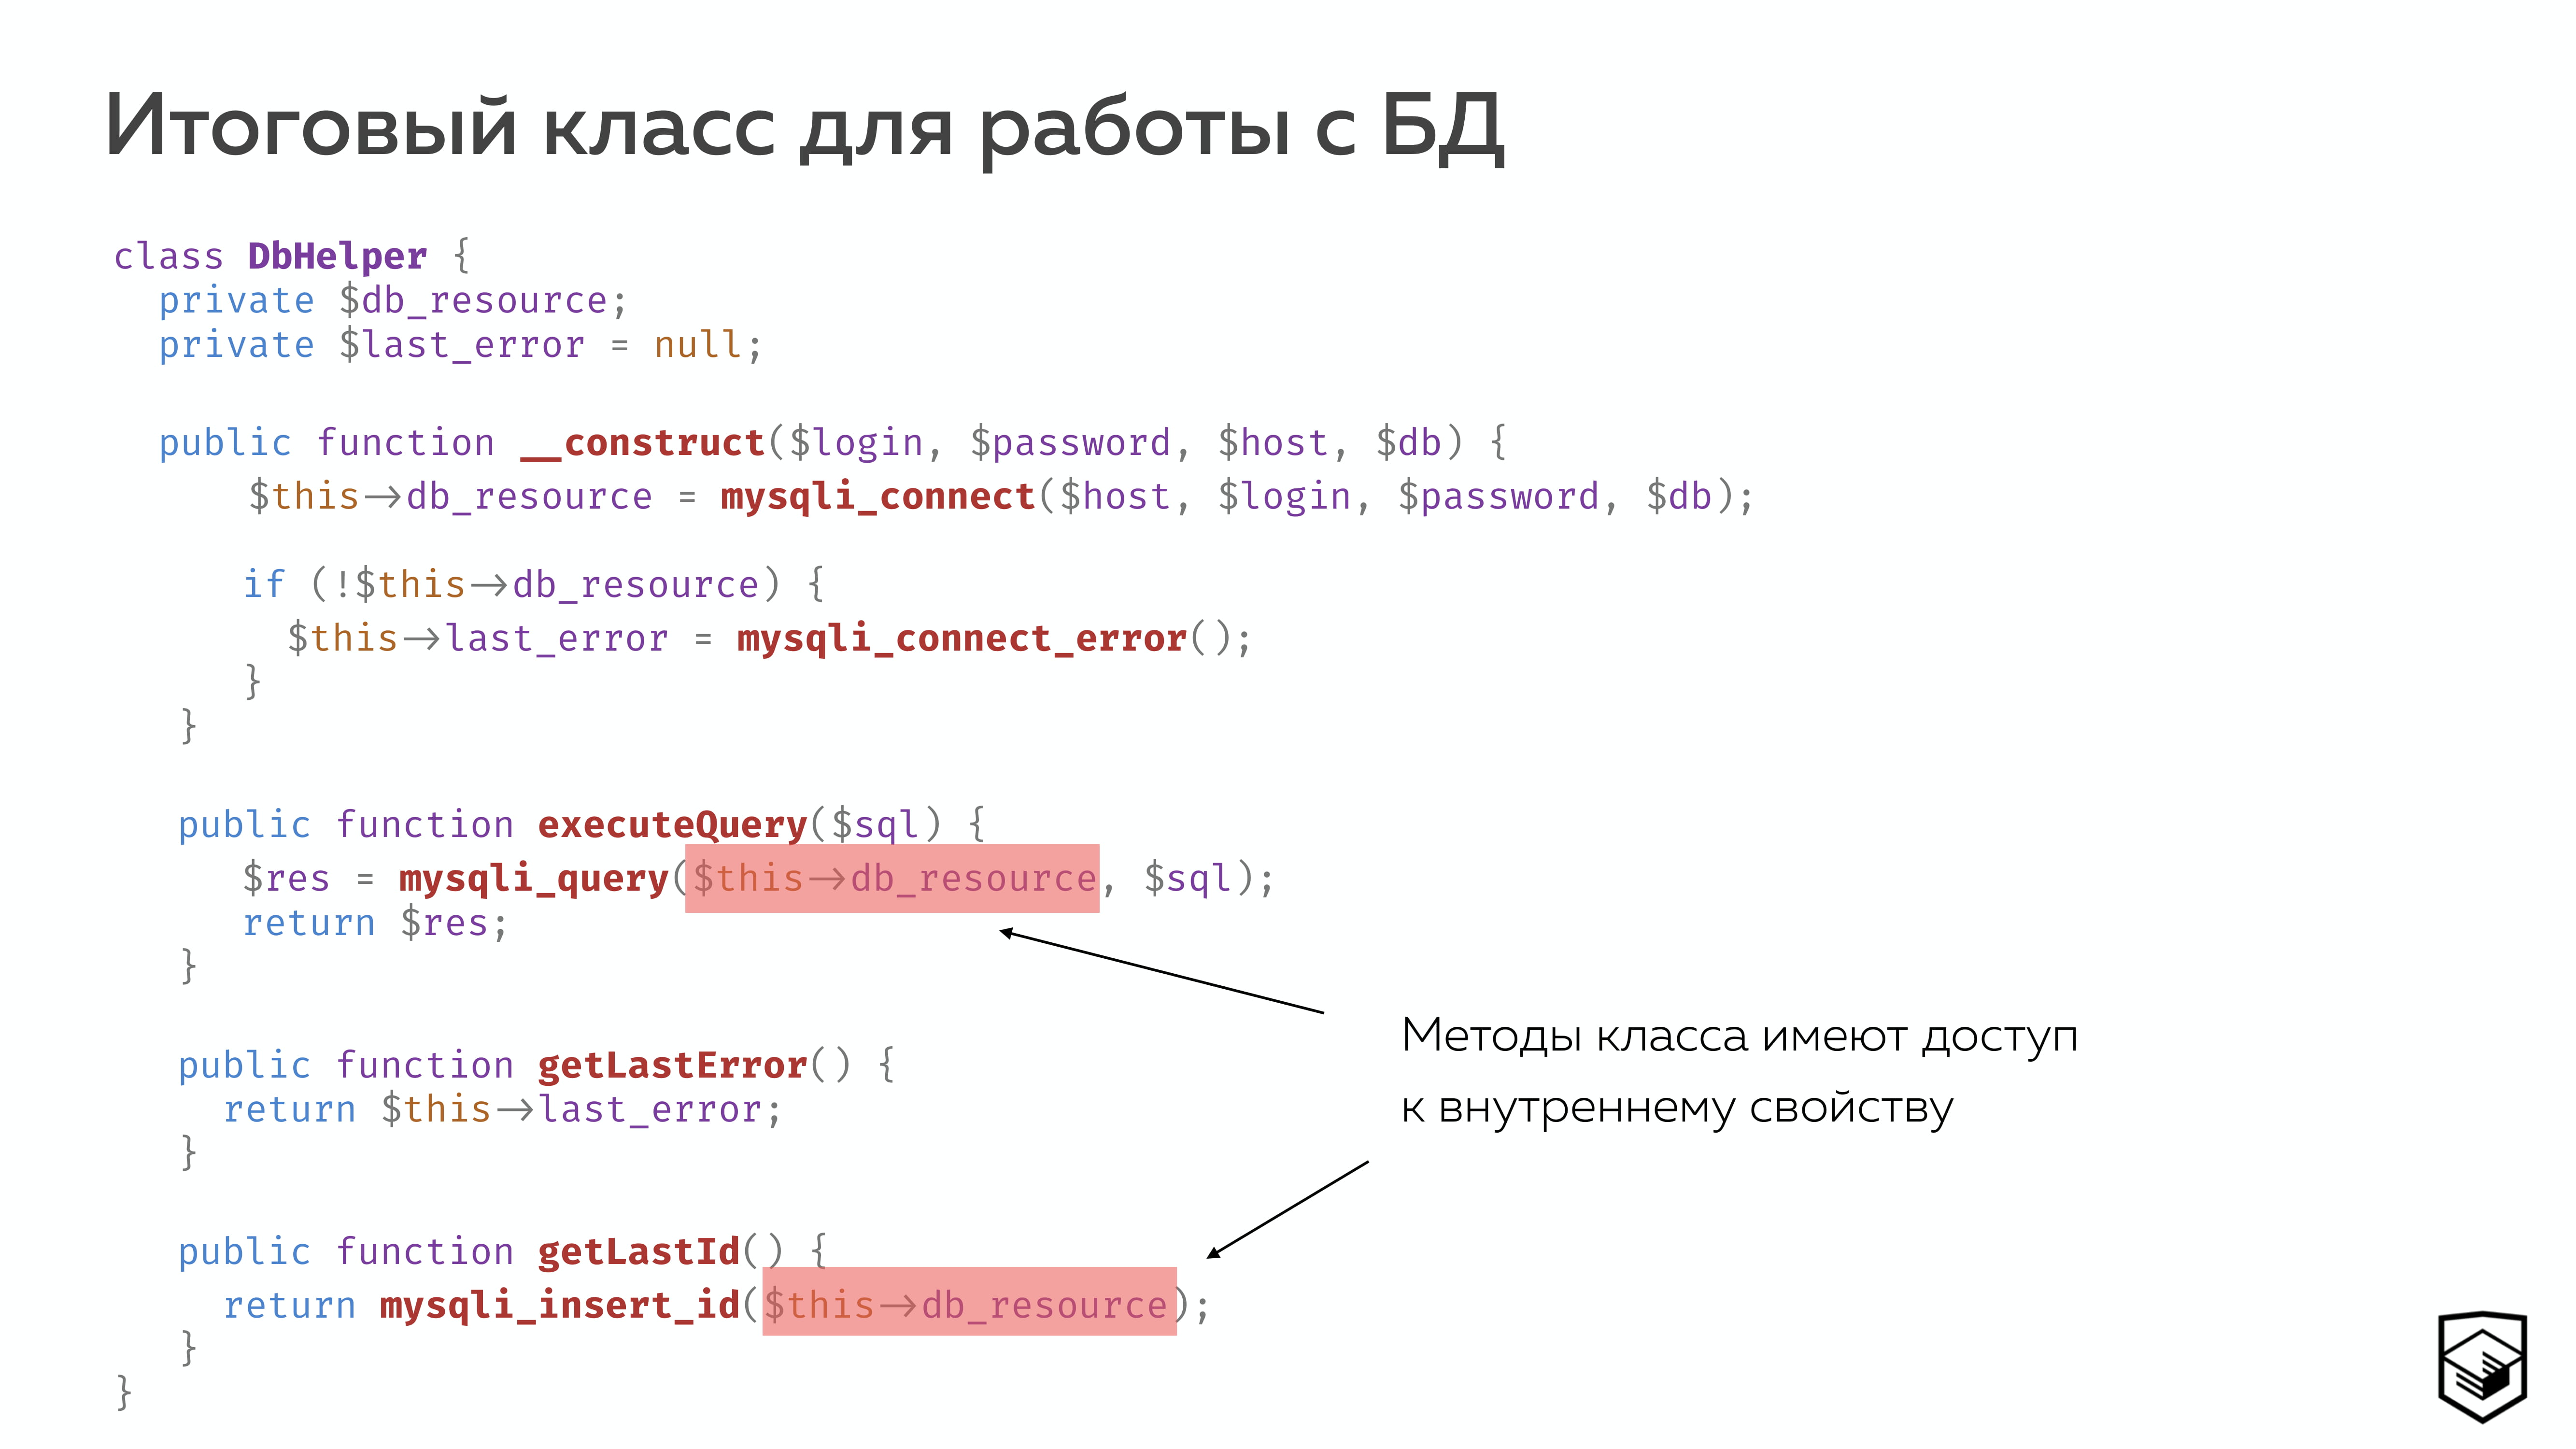 Итоговый класс для работы с БД
class DbHelper {
private $db_resource;
private $last_error = null;
public function __construct($login, $password, $host, $db) {
$this->db_resource = mysqli_connect($host, $login, $password, $db);
if (!$this->db_resource) {
$this->last_error = mysqli_connect_error();
}
}
public function executeQuery($sql) {
$res = mysqli_query($this->db_resource, $sql);
return $res;
}
public function getLastError() {
return $this->last_error;
}
public function getLastId() {
return mysqli_insert_id($this->db_resource);
}
}
Методы класса имеют доступ
к внутреннему свойству